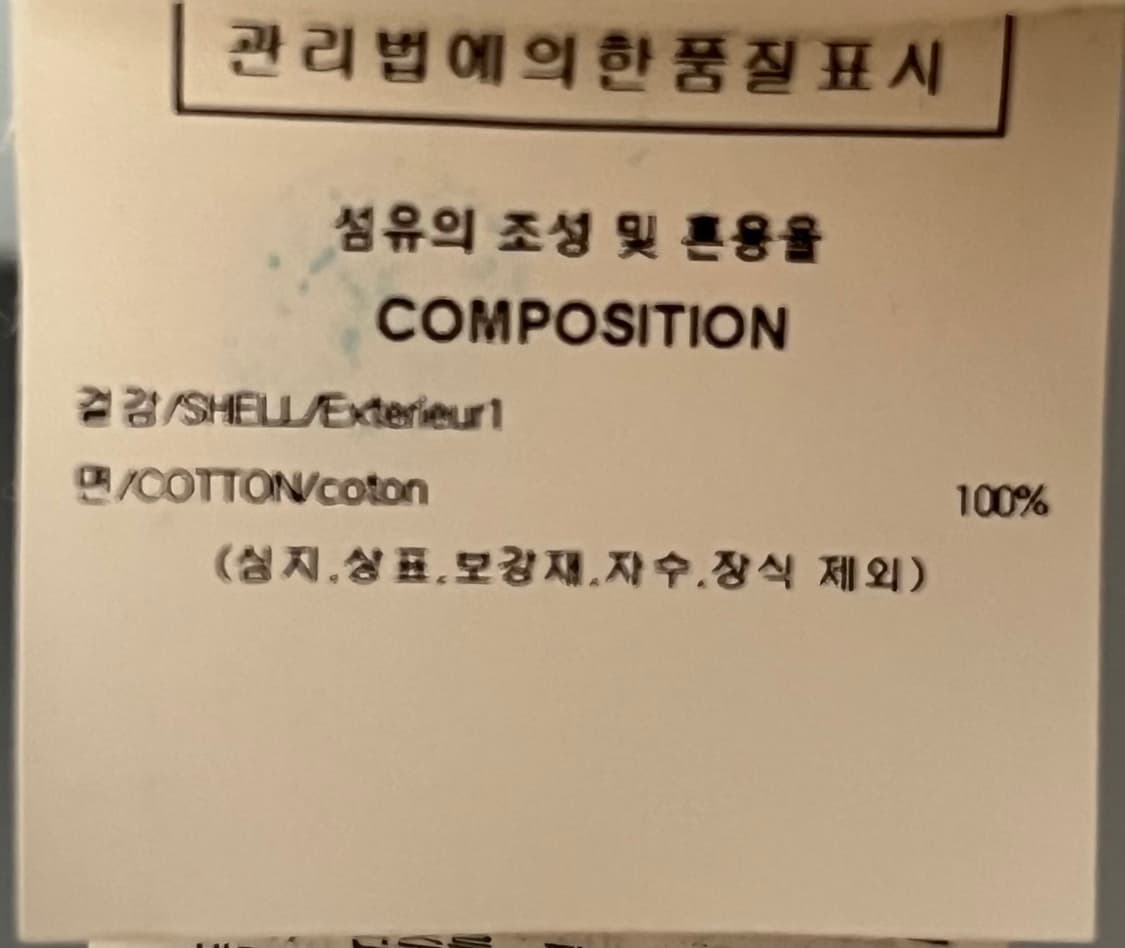 관리법에의한품질표시
섬유의 조성 및 혼용율
COMPOSITION
겉감/SHELL/Exterieur1
면/COTTON/coton 100%
(심지.상표.보강재.자수.장식 제외)